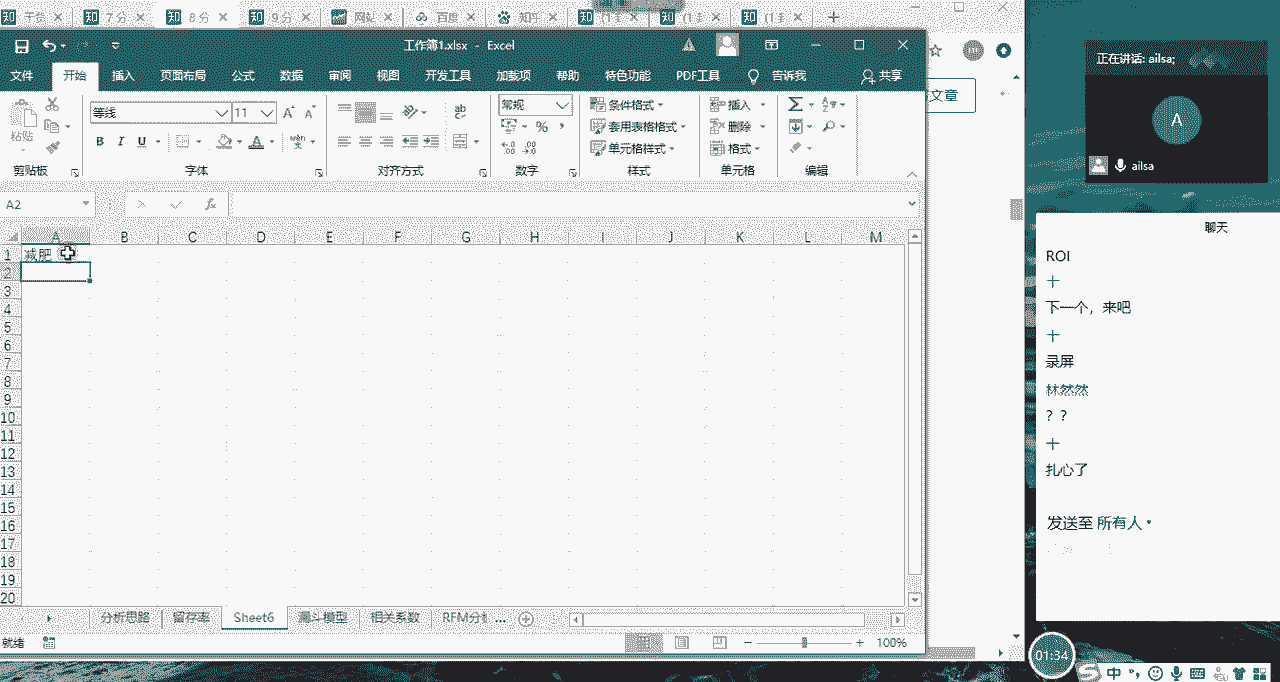 知 干货 ×
知 7 分 ×
知 8 分 ×
知 9 分 ×
网站 ×
百度 ×
知乎 ×
知 (1 ×
知 (1 ×
知 (1 ×
工作簿1.xlsx - Excel
文件 开始 插入 页面布局 公式 数据 审阅 视图 开发工具 加载项 帮助 特色功能 PDF工具 告诉我 共享
粘贴
等线 11
B I U
常规
条件格式
套用表格格式
单元格样式
插入
删除
格式
剪贴板 字体 对齐方式 数字 样式 单元格 编辑
A2
fx
A B C D E F G H I J K L M
1 减肥
2
3
4
5
6
7
8
9
10
11
12
13
14
15
16
17
18
19
20
分析思路 留存率 Sheet6 漏斗模型 相关系数 RFM分析 ...
就绪
100%
文章
正在讲话: ailsa;
A
ailsa
聊天
ROI
十
下一个，来吧
十
录屏
林然然
？？
十
扎心了
发送至 所有人
01:34
中